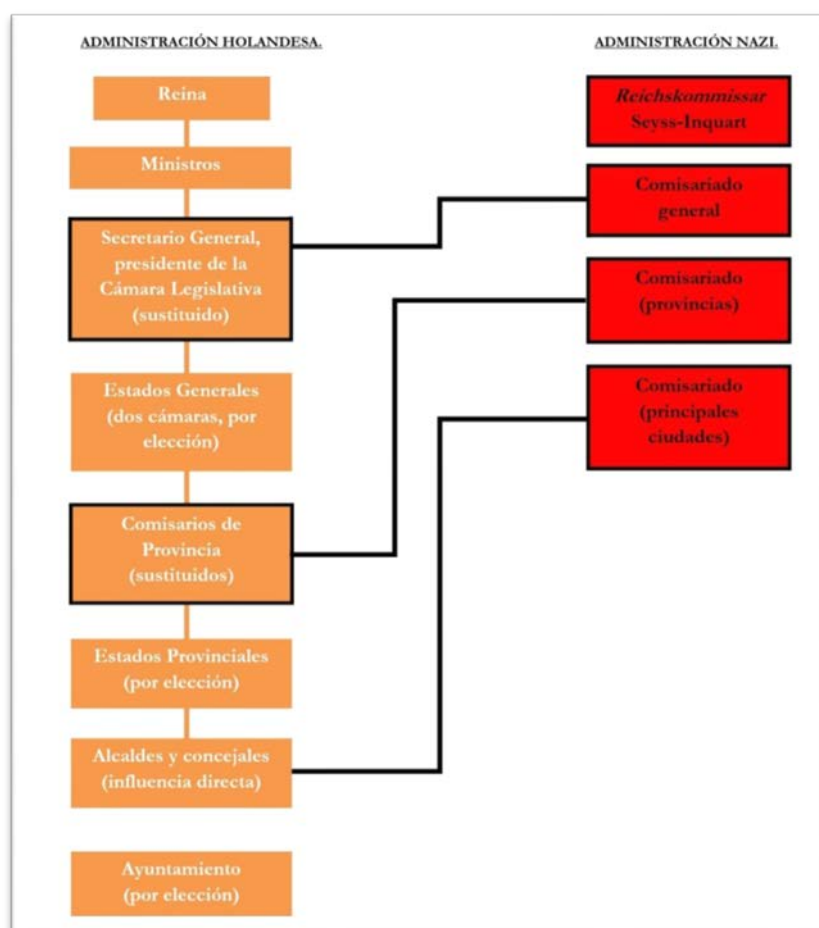 ADMINISTRACIÓN HOLANDESA.
Reina
Ministros
Secretario General,
presidente de la
Cámara Legislativa
(sustituido)
Estados Generales
(dos cámaras, por
elección)
Comisarios de
Provincia
(sustituidos)
Estados Provinciales
(por elección)
Alcaldes y concejales
(influencia directa)
Ayuntamiento
(por elección)
ADMINISTRACIÓN NAZI.
Reichskommissar
Seyss-Inquart
Comisariado
general
Comisariado
(provincias)
Comisariado
(principales
ciudades)